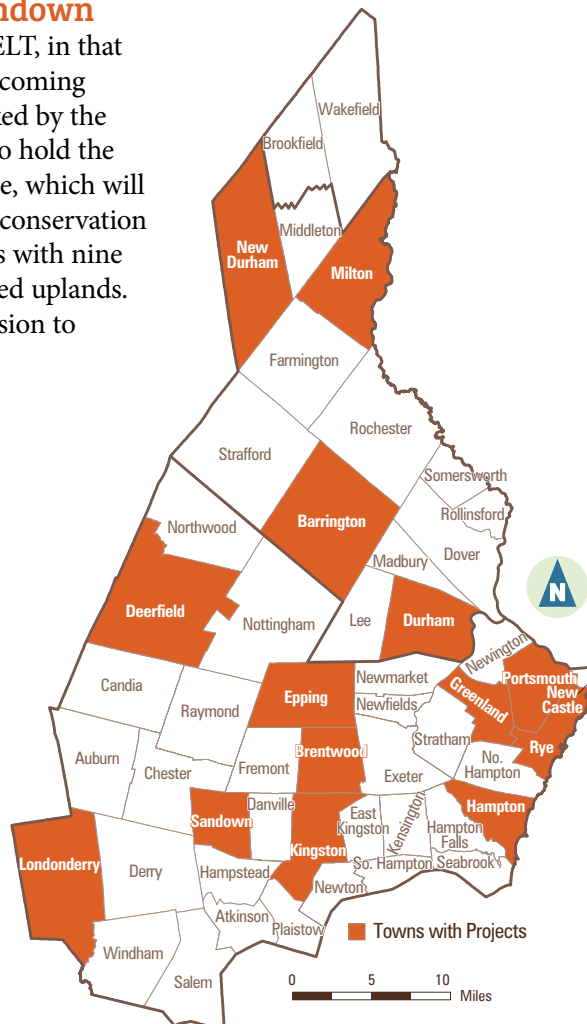 ndown
ELT, in that
coming
ked by the
to hold the
e, which will
conservation
s with nine
ed uplands.
sion to
Wakefield
Brookfield
Middleton
New
Durham
Milton
Farmington
Rochester
Strafford
Somersworth
Rollinsford
Northwood
Barrington
Madbury
Dover
N
Deerfield
Nottingham
Lee
Durham
Newington
Candia
Raymond
Epping
Newmarket
Newfields
Greenland
Portsmouth
New
Castle
Rye
Stratham
No.
Hampton
Auburn
Chester
Fremont
Brentwood
Exeter
Sandown
Danville
Kingston
East
Kingston
Kensington
Hampton
Hampton
Falls
Londonderry
Derry
Hampstead
So. Hampton
Seabrook
Newton
Atkinson
Plaistow
Windham
Salem
Towns with Projects
0 5 10
Miles